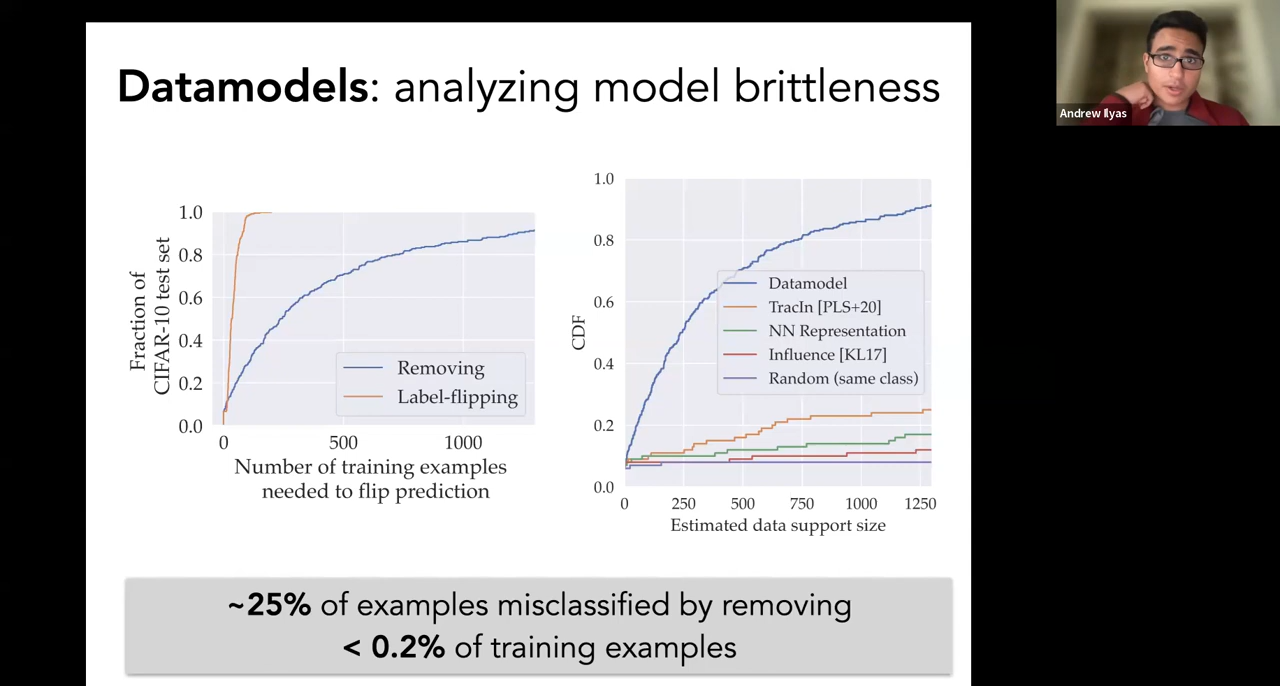 Datamodels: analyzing model brittleness
Andrew Ilyas
Fraction of
CIFAR-10 test set
1.0
0.8
0.6
0.4
0.2
0.0
Removing
Label-flipping
0 500 1000
Number of training examples
needed to flip prediction
CDF
1.0
0.8
0.6
0.4
0.2
0.0
Datamodel
TracIn [PLS+20]
NN Representation
Influence [KL17]
Random (same class)
0 250 500 750 1000 1250
Estimated data support size
~25% of examples misclassified by removing
< 0.2% of training examples